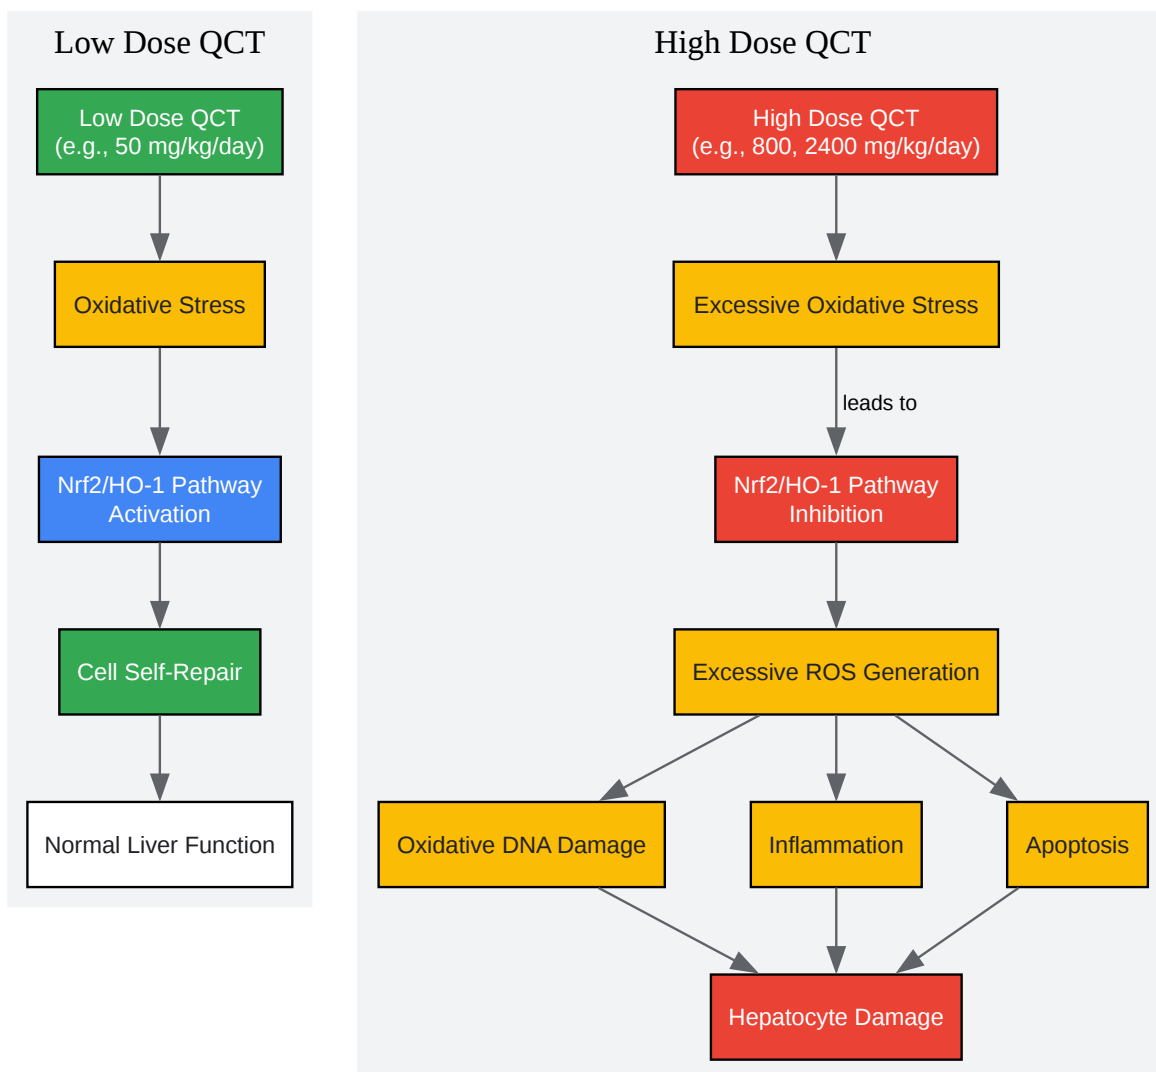 Low Dose QCT
Low Dose QCT
(e.g., 50 mg/kg/day)
Oxidative Stress
Nrf2/HO-1 Pathway
Activation
Cell Self-Repair
Normal Liver Function
High Dose QCT
High Dose QCT
(e.g., 800, 2400 mg/kg/day)
Excessive Oxidative Stress
leads to
Nrf2/HO-1 Pathway
Inhibition
Excessive ROS Generation
Oxidative DNA Damage
Inflammation
Apoptosis
Hepatocyte Damage